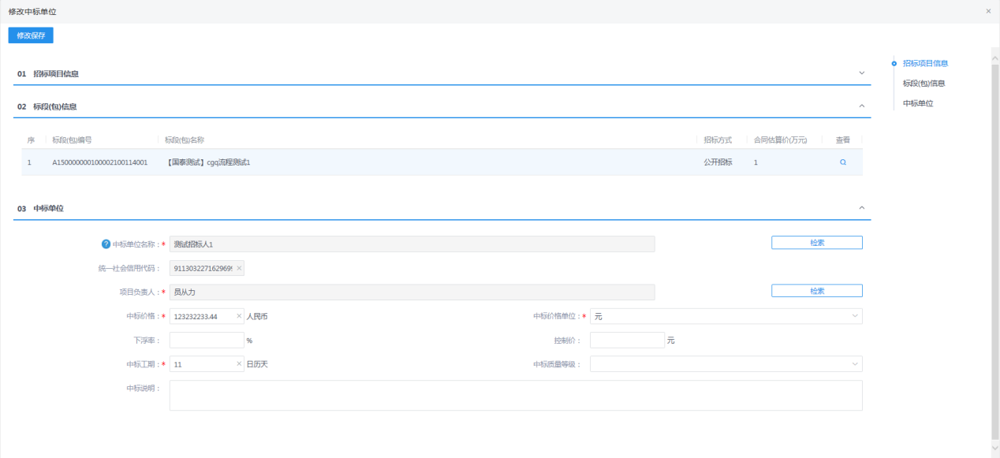 修改中标单位
修改保存
01 招标项目信息
02 标段(包)信息
序 标段(包)编号 标段(包)名称 招标方式 合同估算价(万元) 查看
1 A150000000100002100114001 【国泰测试】cgq流程测试1 公开招标 1
03 中标单位
? 中标单位名称：* 测试招标人1 检索
统一社会信用代码： 9113032271629699
项目负责人：* 员从力 检索
中标价格：* 123232233.44 人民币 中标价格单位：* 元
下浮率： % 控制价： 元
中标工期：* 11 日历天 中标质量等级：
中标说明：
招标项目信息
标段(包)信息
中标单位